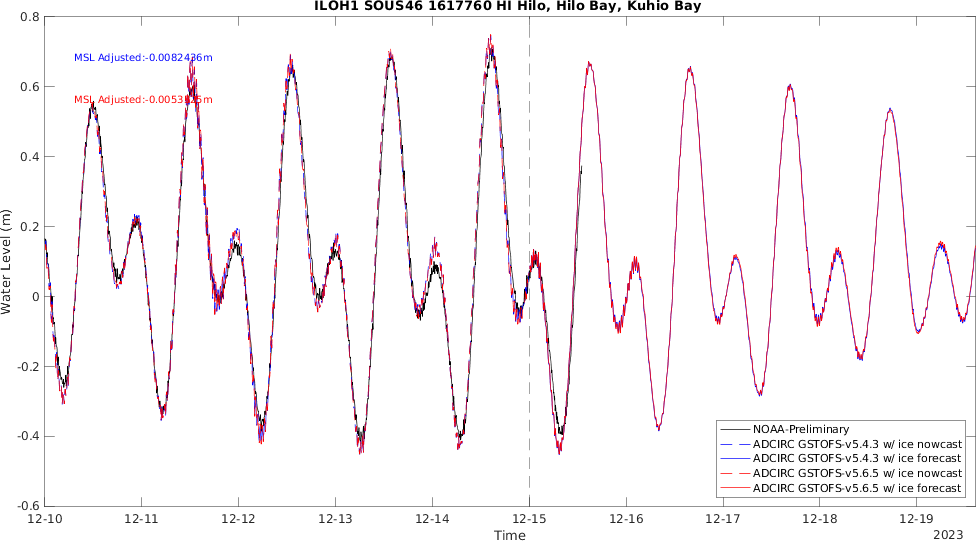 ILOH1 SOUS46 1617760 HI Hilo, Hilo Bay, Kuhio Bay
0.8
0.6
0.4
0.2
0
-0.2
-0.4
-0.6
Water Level (m)
MSL Adjusted:-0.0082436m
MSL
NOAA-Preliminary
ADCIRC GSTOFS-v5.4.3 w/ ice nowcast
ADCIRC GSTOFS-v5.4.3 w/ ice forecast
ADCIRC GSTOFS-v5.6.5 w/ ice nowcast
ADCIRC GSTOFS-v5.6.5 w/ ice forecast
12-10 12-11 12-12 12-13 12-14 12-15 12-16 12-17 12-18 12-19
Time
2023